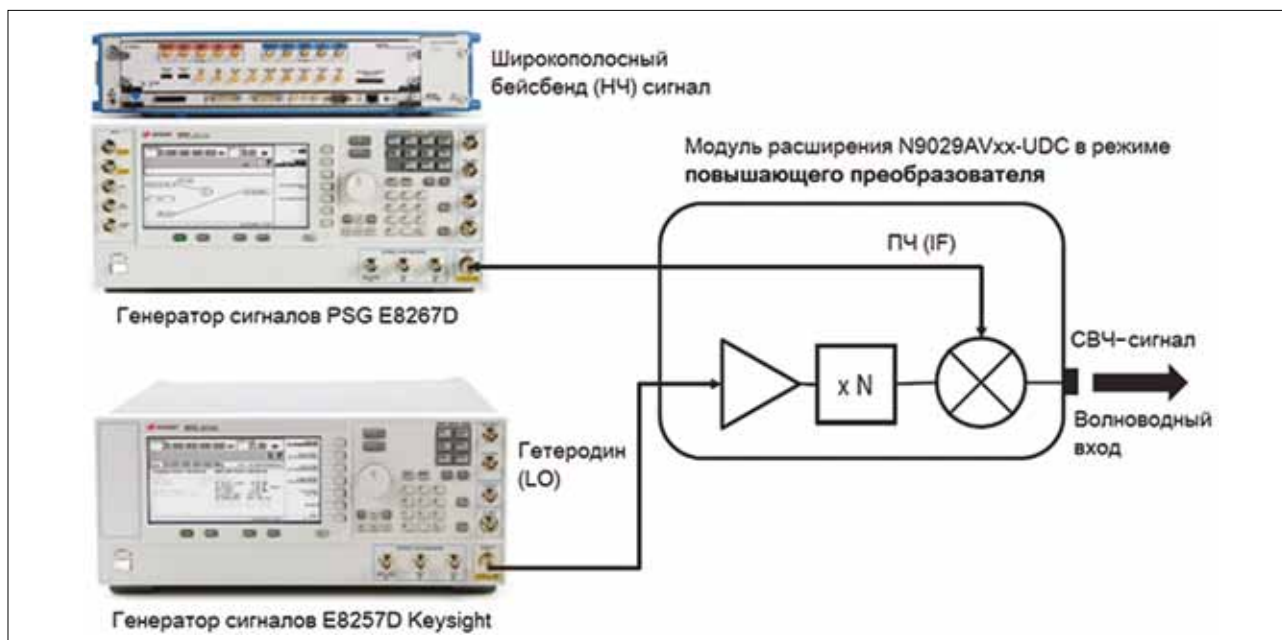 Широкополосный
бейсбенд (НЧ) сигнал
Модуль расширения N9029AVxx-UDC в режиме
повышающего преобразователя
ПЧ (IF)
Генератор сигналов PSG E8267D
СВЧ-сигнал
x N
Волноводный
вход
Гетеродин
(LO)
Генератор сигналов E8257D Keysight